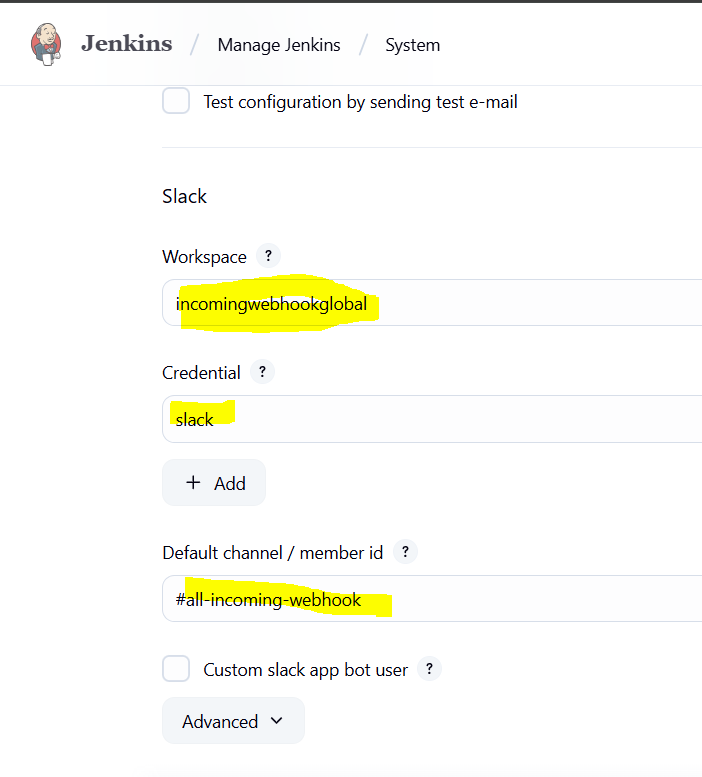 Jenkins / Manage Jenkins / System
Test configuration by sending test e-mail
Slack
Workspace ?
incomingwebhookglobal
Credential ?
slack
+ Add
Default channel / member id ?
#all-incoming-webhook
Custom slack app bot user ?
Advanced